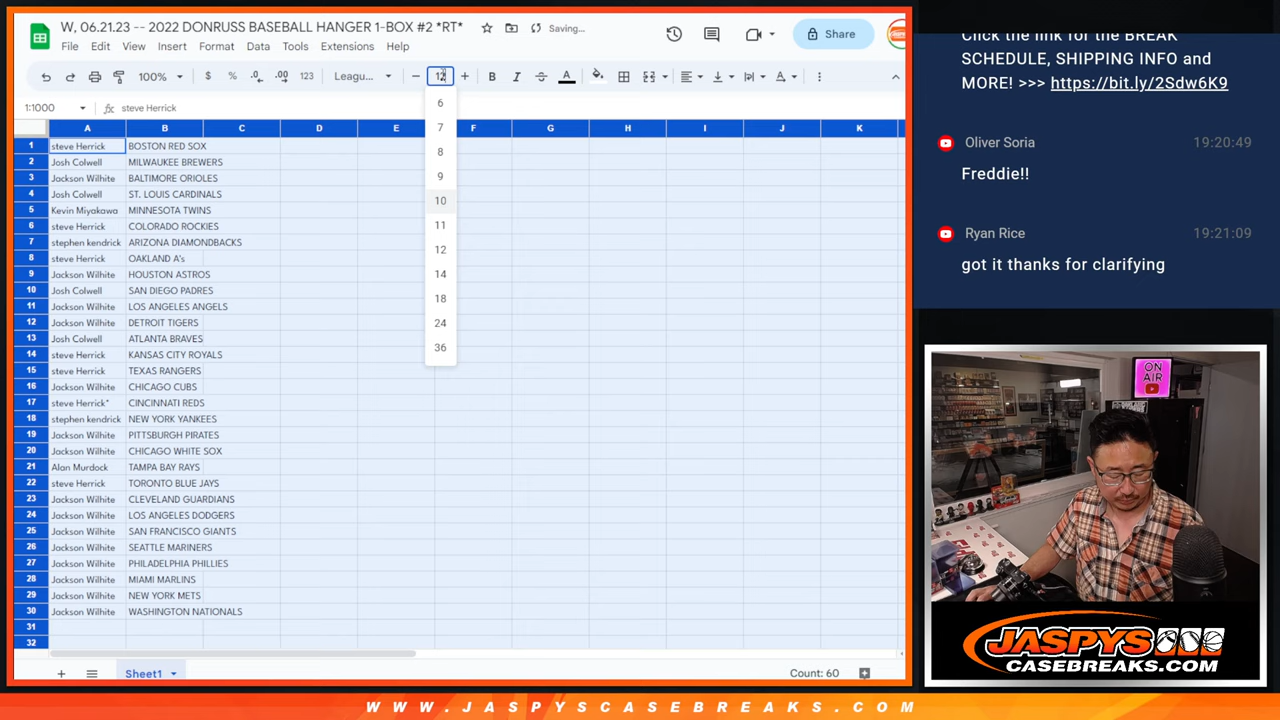 W, 06.21.23 -- 2022 DONRUSS BASEBALL HANGER 1-BOX #2 *RT*
Saving...
File Edit View Insert Format Data Tools Extensions Help
Share
100%
$ % .0 .00 123
Leagu...
12
B I A
1:1000
fx steve Herrick
A B C D E F G H I J K
1 steve Herrick BOSTON RED SOX
2 Josh Colwell MILWAUKEE BREWERS
3 Jackson Wilhite BALTIMORE ORIOLES
4 Josh Colwell ST. LOUIS CARDINALS
5 Kevin Miyakawa MINNESOTA TWINS
6 steve Herrick COLORADO ROCKIES
7 stephen kendrick ARIZONA DIAMONDBACKS
8 steve Herrick OAKLAND A's
9 Jackson Wilhite HOUSTON ASTROS
10 Josh Colwell SAN DIEGO PADRES
11 Jackson Wilhite LOS ANGELES ANGELS
12 Jackson Wilhite DETROIT TIGERS
13 Josh Colwell ATLANTA BRAVES
14 steve Herrick KANSAS CITY ROYALS
15 steve Herrick TEXAS RANGERS
16 Jackson Wilhite CHICAGO CUBS
17 steve Herrick* CINCINNATI REDS
18 stephen kendrick NEW YORK YANKEES
19 Jackson Wilhite PITTSBURGH PIRATES
20 Jackson Wilhite CHICAGO WHITE SOX
21 Alan Murdock TAMPA BAY RAYS
22 steve Herrick TORONTO BLUE JAYS
23 Jackson Wilhite CLEVELAND GUARDIANS
24 Jackson Wilhite LOS ANGELES DODGERS
25 Jackson Wilhite SAN FRANCISCO GIANTS
26 Jackson Wilhite SEATTLE MARINERS
27 Jackson Wilhite PHILADELPHIA PHILLIES
28 Jackson Wilhite MIAMI MARLINS
29 Jackson Wilhite NEW YORK METS
30 Jackson Wilhite WASHINGTON NATIONALS
31
32
6
7
8
9
10
11
12
14
18
24
36
Sheet1
Count: 60
Click the link for the BREAK
SCHEDULE, SHIPPING INFO and
MORE! >>> https://bit.ly/2Sdw6K9
Oliver Soria 19:20:49
Freddie!!
Ryan Rice 19:21:09
got it thanks for clarifying
ON
AIR
JASPYS
CASEBREAKS.COM
WWW.JASPYSCASEBREAKS.COM